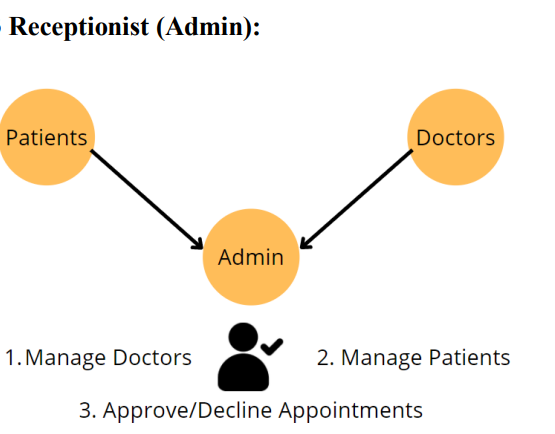 Receptionist (Admin):
Patients
Doctors
Admin
1. Manage Doctors
2. Manage Patients
3. Approve/Decline Appointments